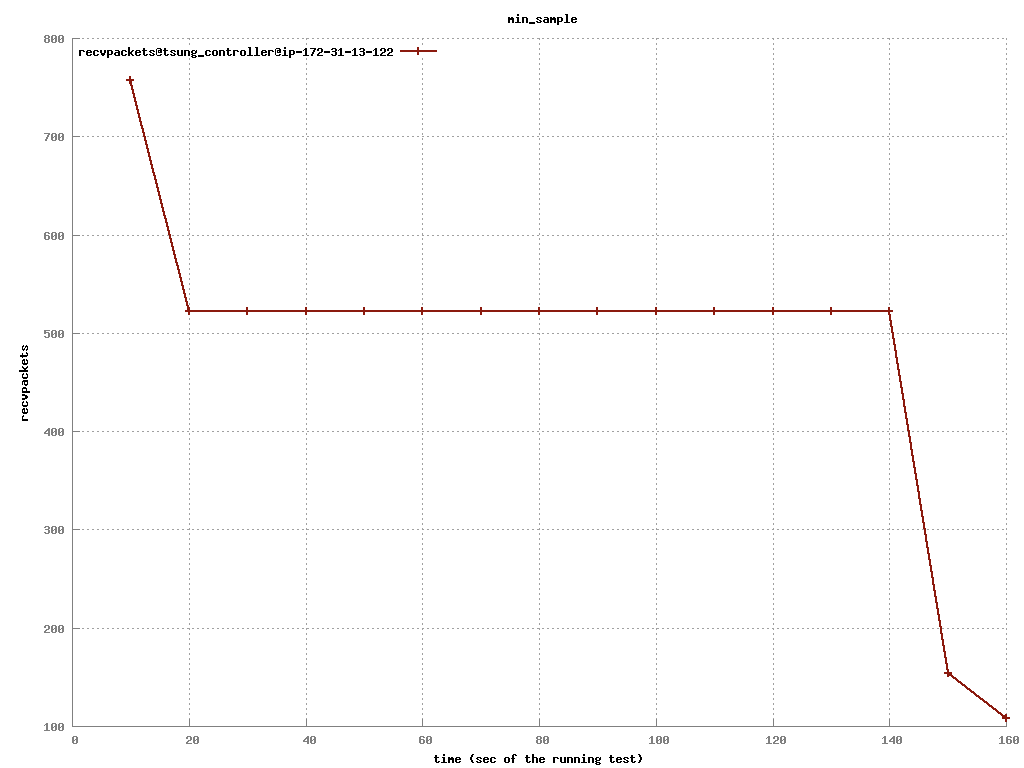 min_sample
recvpackets@tsung_controller@ip-172-31-13-122
800
700
600
500
400
300
200
100
recvpackets
0 20 40 60 80 100 120 140 160
time (sec of the running test)